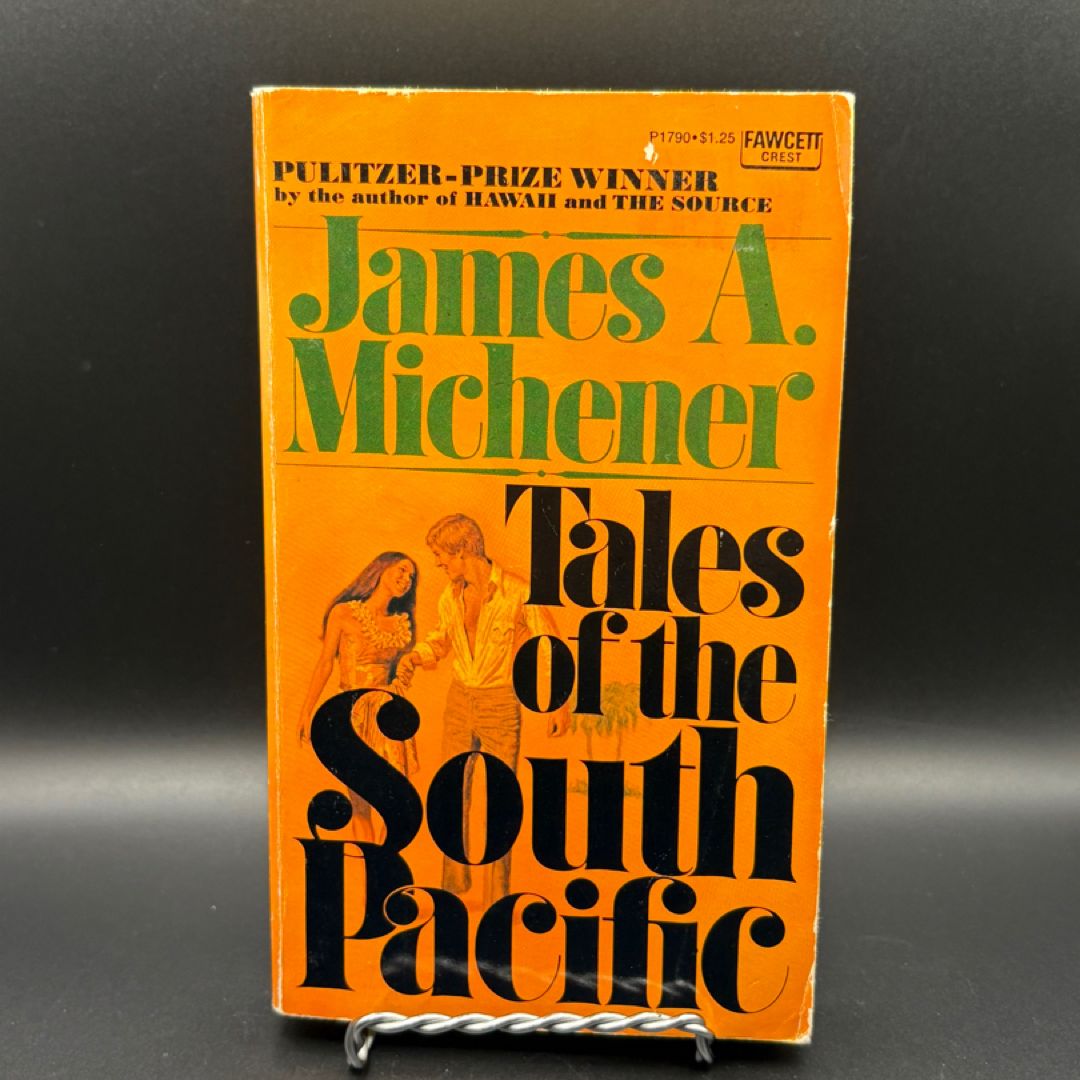 P1790•$1.25 FAWCETT
CREST
PULITZER-PRIZE WINNER
by the author of HAWAII and THE SOURCE
James A.
Michener
Tales
of the
South
Pacific